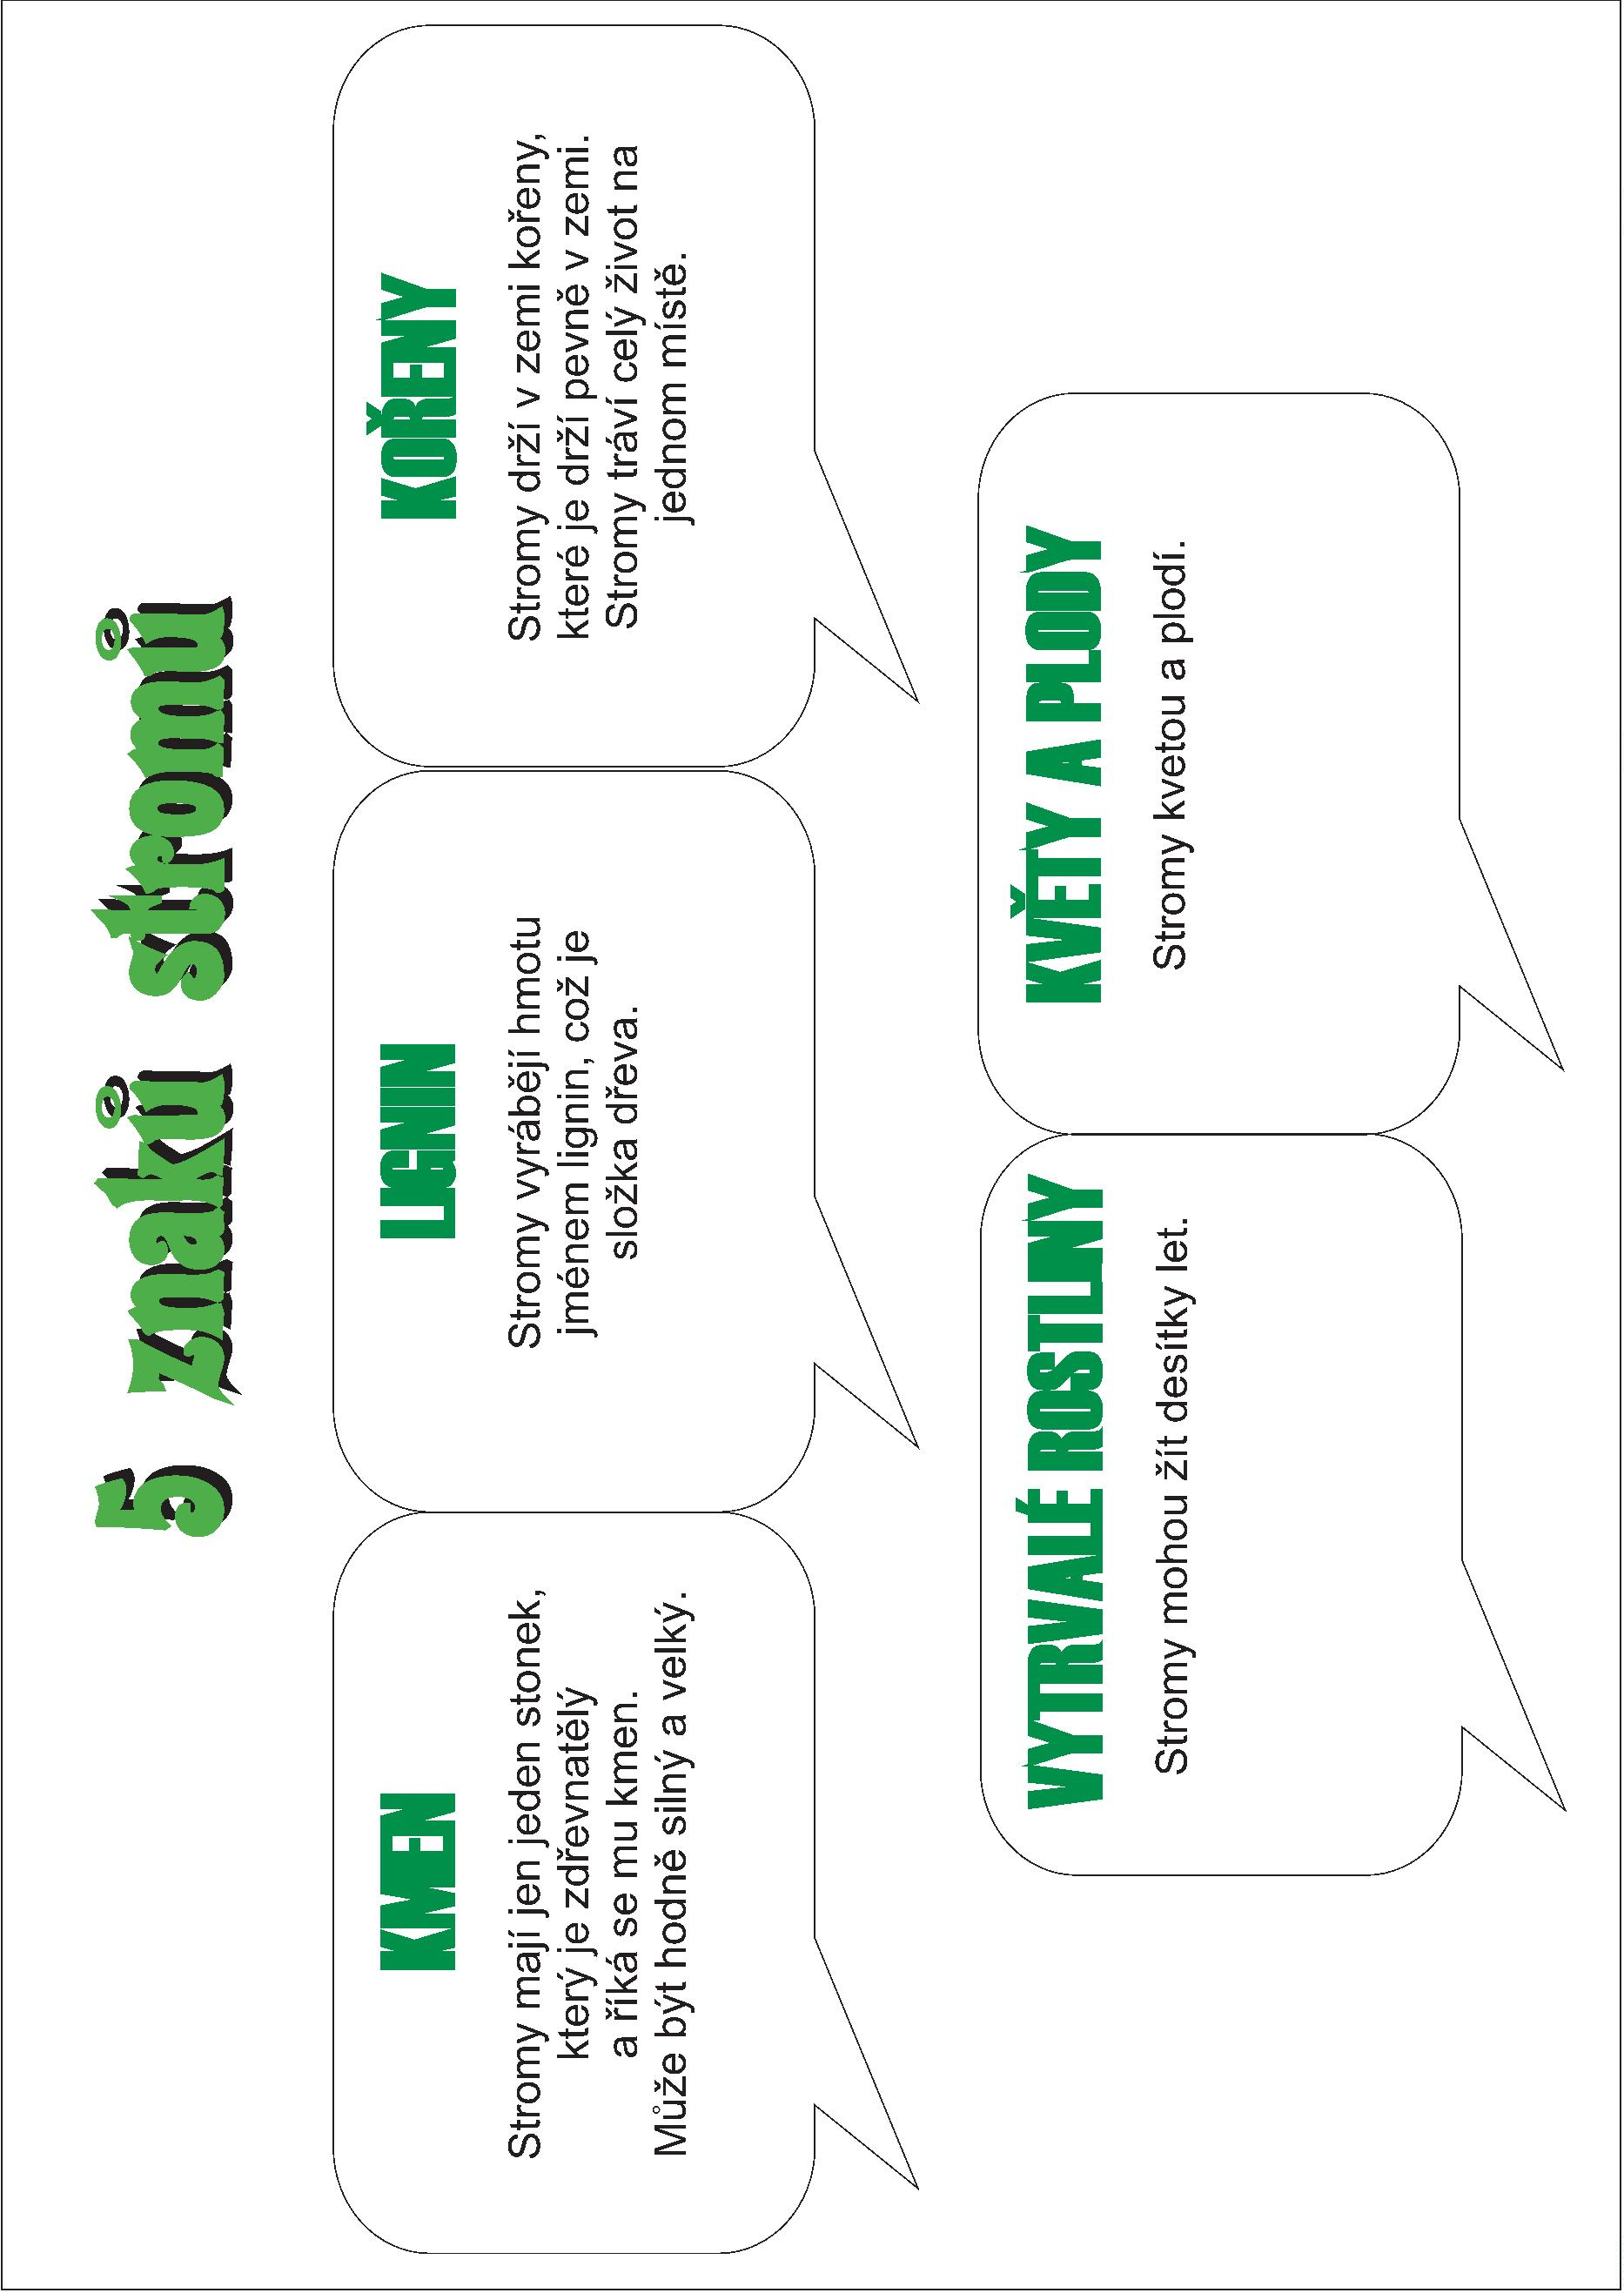 5 znaků stromů
KMEN
Stromy mají jen jeden stonek,
který je zdřevnatělý
a říká se mu kmen.
Může být hodně silný a velký.
LIGNIN
Stromy vyrábějí hmotu
jménem lignin, což je
složka dřeva.
KOŘENY
Stromy drží v zemi kořeny,
které je drží pevně v zemi.
Stromy tráví celý život na
jednom místě.
VYTRVALÉ ROSTLINY
Stromy mohou žít desítky let.
KVĚTY A PLODY
Stromy kvetou a plodí.